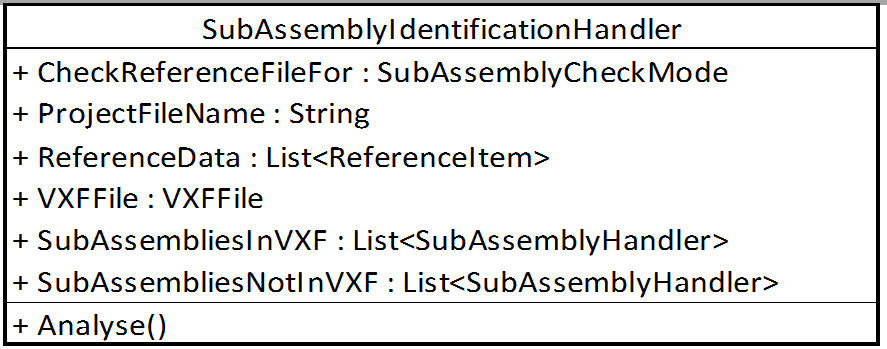 SubAssemblyIdentificationHandler
+ CheckReferenceFileFor : SubAssemblyCheckMode
+ ProjectFileName : String
+ ReferenceData : List<ReferenceItem>
+ VXFFile : VXFFile
+ SubAssembliesInVXF : List<SubAssemblyHandler>
+ SubAssembliesNotInVXF : List<SubAssemblyHandler>
+ Analyse()